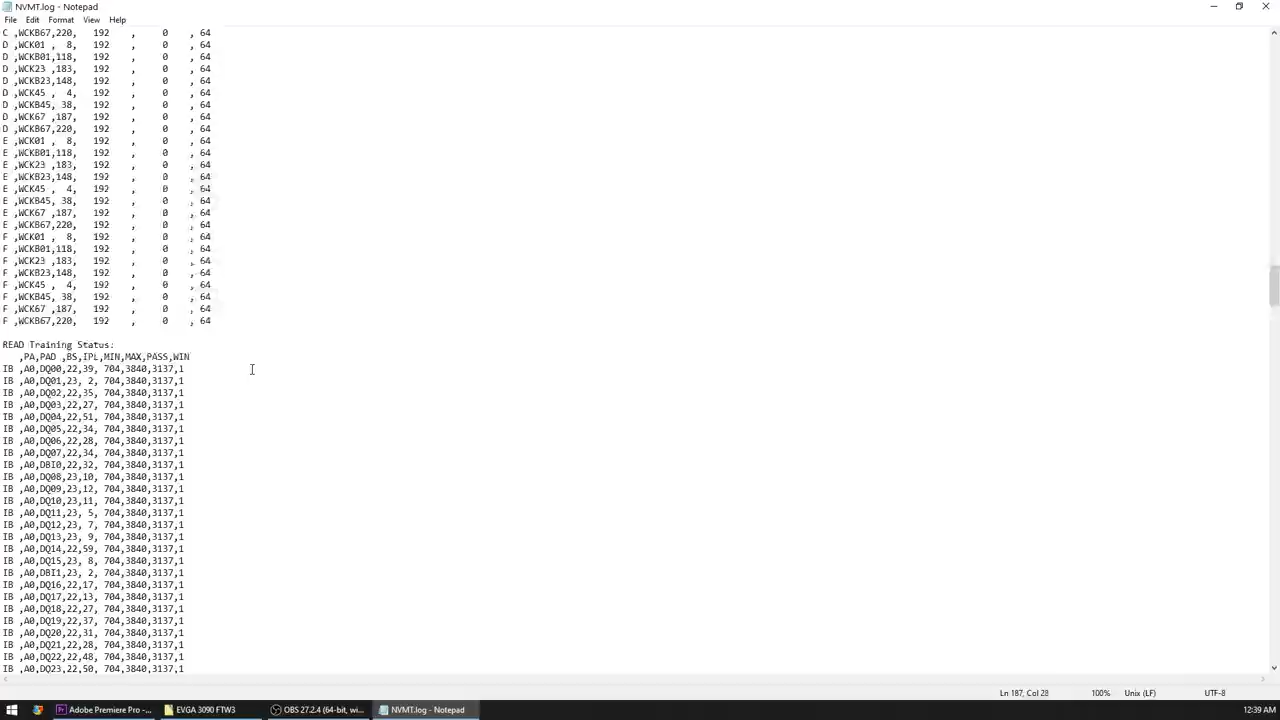 NVMT.log - Notepad
File Edit Format View Help
C ,WCKB67,220, 192 , 0 , 64
D ,WCK01 , 8, 192 , 0 , 64
D ,WCKB01,118, 192 , 0 , 64
D ,WCK23 ,183, 192 , 0 , 64
D ,WCKB23,148, 192 , 0 , 64
D ,WCK45 , 4, 192 , 0 , 64
D ,WCKB45, 38, 192 , 0 , 64
D ,WCK67 ,187, 192 , 0 , 64
D ,WCKB67,220, 192 , 0 , 64
E ,WCK01 , 8, 192 , 0 , 64
E ,WCKB01,118, 192 , 0 , 64
E ,WCK23 ,183, 192 , 0 , 64
E ,WCKB23,148, 192 , 0 , 64
E ,WCK45 , 4, 192 , 0 , 64
E ,WCKB45, 38, 192 , 0 , 64
E ,WCK67 ,187, 192 , 0 , 64
E ,WCKB67,220, 192 , 0 , 64
F ,WCK01 , 8, 192 , 0 , 64
F ,WCKB01,118, 192 , 0 , 64
F ,WCK23 ,183, 192 , 0 , 64
F ,WCKB23,148, 192 , 0 , 64
F ,WCK45 , 4, 192 , 0 , 64
F ,WCKB45, 38, 192 , 0 , 64
F ,WCK67 ,187, 192 , 0 , 64
F ,WCKB67,220, 192 , 0 , 64
READ Training Status:
,PA,PAD ,BS,IPL,MIN,MAX,PASS,WIN
IB ,A0,DQ00,22,39, 704,3840,3137,1
IB ,A0,DQ01,23, 2, 704,3840,3137,1
IB ,A0,DQ02,22,35, 704,3840,3137,1
IB ,A0,DQ03,22,27, 704,3840,3137,1
IB ,A0,DQ04,22,51, 704,3840,3137,1
IB ,A0,DQ05,22,34, 704,3840,3137,1
IB ,A0,DQ06,22,28, 704,3840,3137,1
IB ,A0,DQ07,22,34, 704,3840,3137,1
IB ,A0,DBI0,22,32, 704,3840,3137,1
IB ,A0,DQ08,23,10, 704,3840,3137,1
IB ,A0,DQ09,23,12, 704,3840,3137,1
IB ,A0,DQ10,23,11, 704,3840,3137,1
IB ,A0,DQ11,23, 5, 704,3840,3137,1
IB ,A0,DQ12,23, 7, 704,3840,3137,1
IB ,A0,DQ13,23, 9, 704,3840,3137,1
IB ,A0,DQ14,22,59, 704,3840,3137,1
IB ,A0,DQ15,23, 8, 704,3840,3137,1
IB ,A0,DBI1,23, 2, 704,3840,3137,1
IB ,A0,DQ16,22,17, 704,3840,3137,1
IB ,A0,DQ17,22,13, 704,3840,3137,1
IB ,A0,DQ18,22,27, 704,3840,3137,1
IB ,A0,DQ19,22,37, 704,3840,3137,1
IB ,A0,DQ20,22,31, 704,3840,3137,1
IB ,A0,DQ21,22,28, 704,3840,3137,1
IB ,A0,DQ22,22,48, 704,3840,3137,1
IB ,A0,DQ23,22,50, 704,3840,3137,1
Ln 187, Col 28 100% Unix (LF) UTF-8
Adobe Premiere Pro -... EVGA 3090 FTW3 OBS 27.2.4 (64-bit, wi... NVMT.log - Notepad 12:39 AM